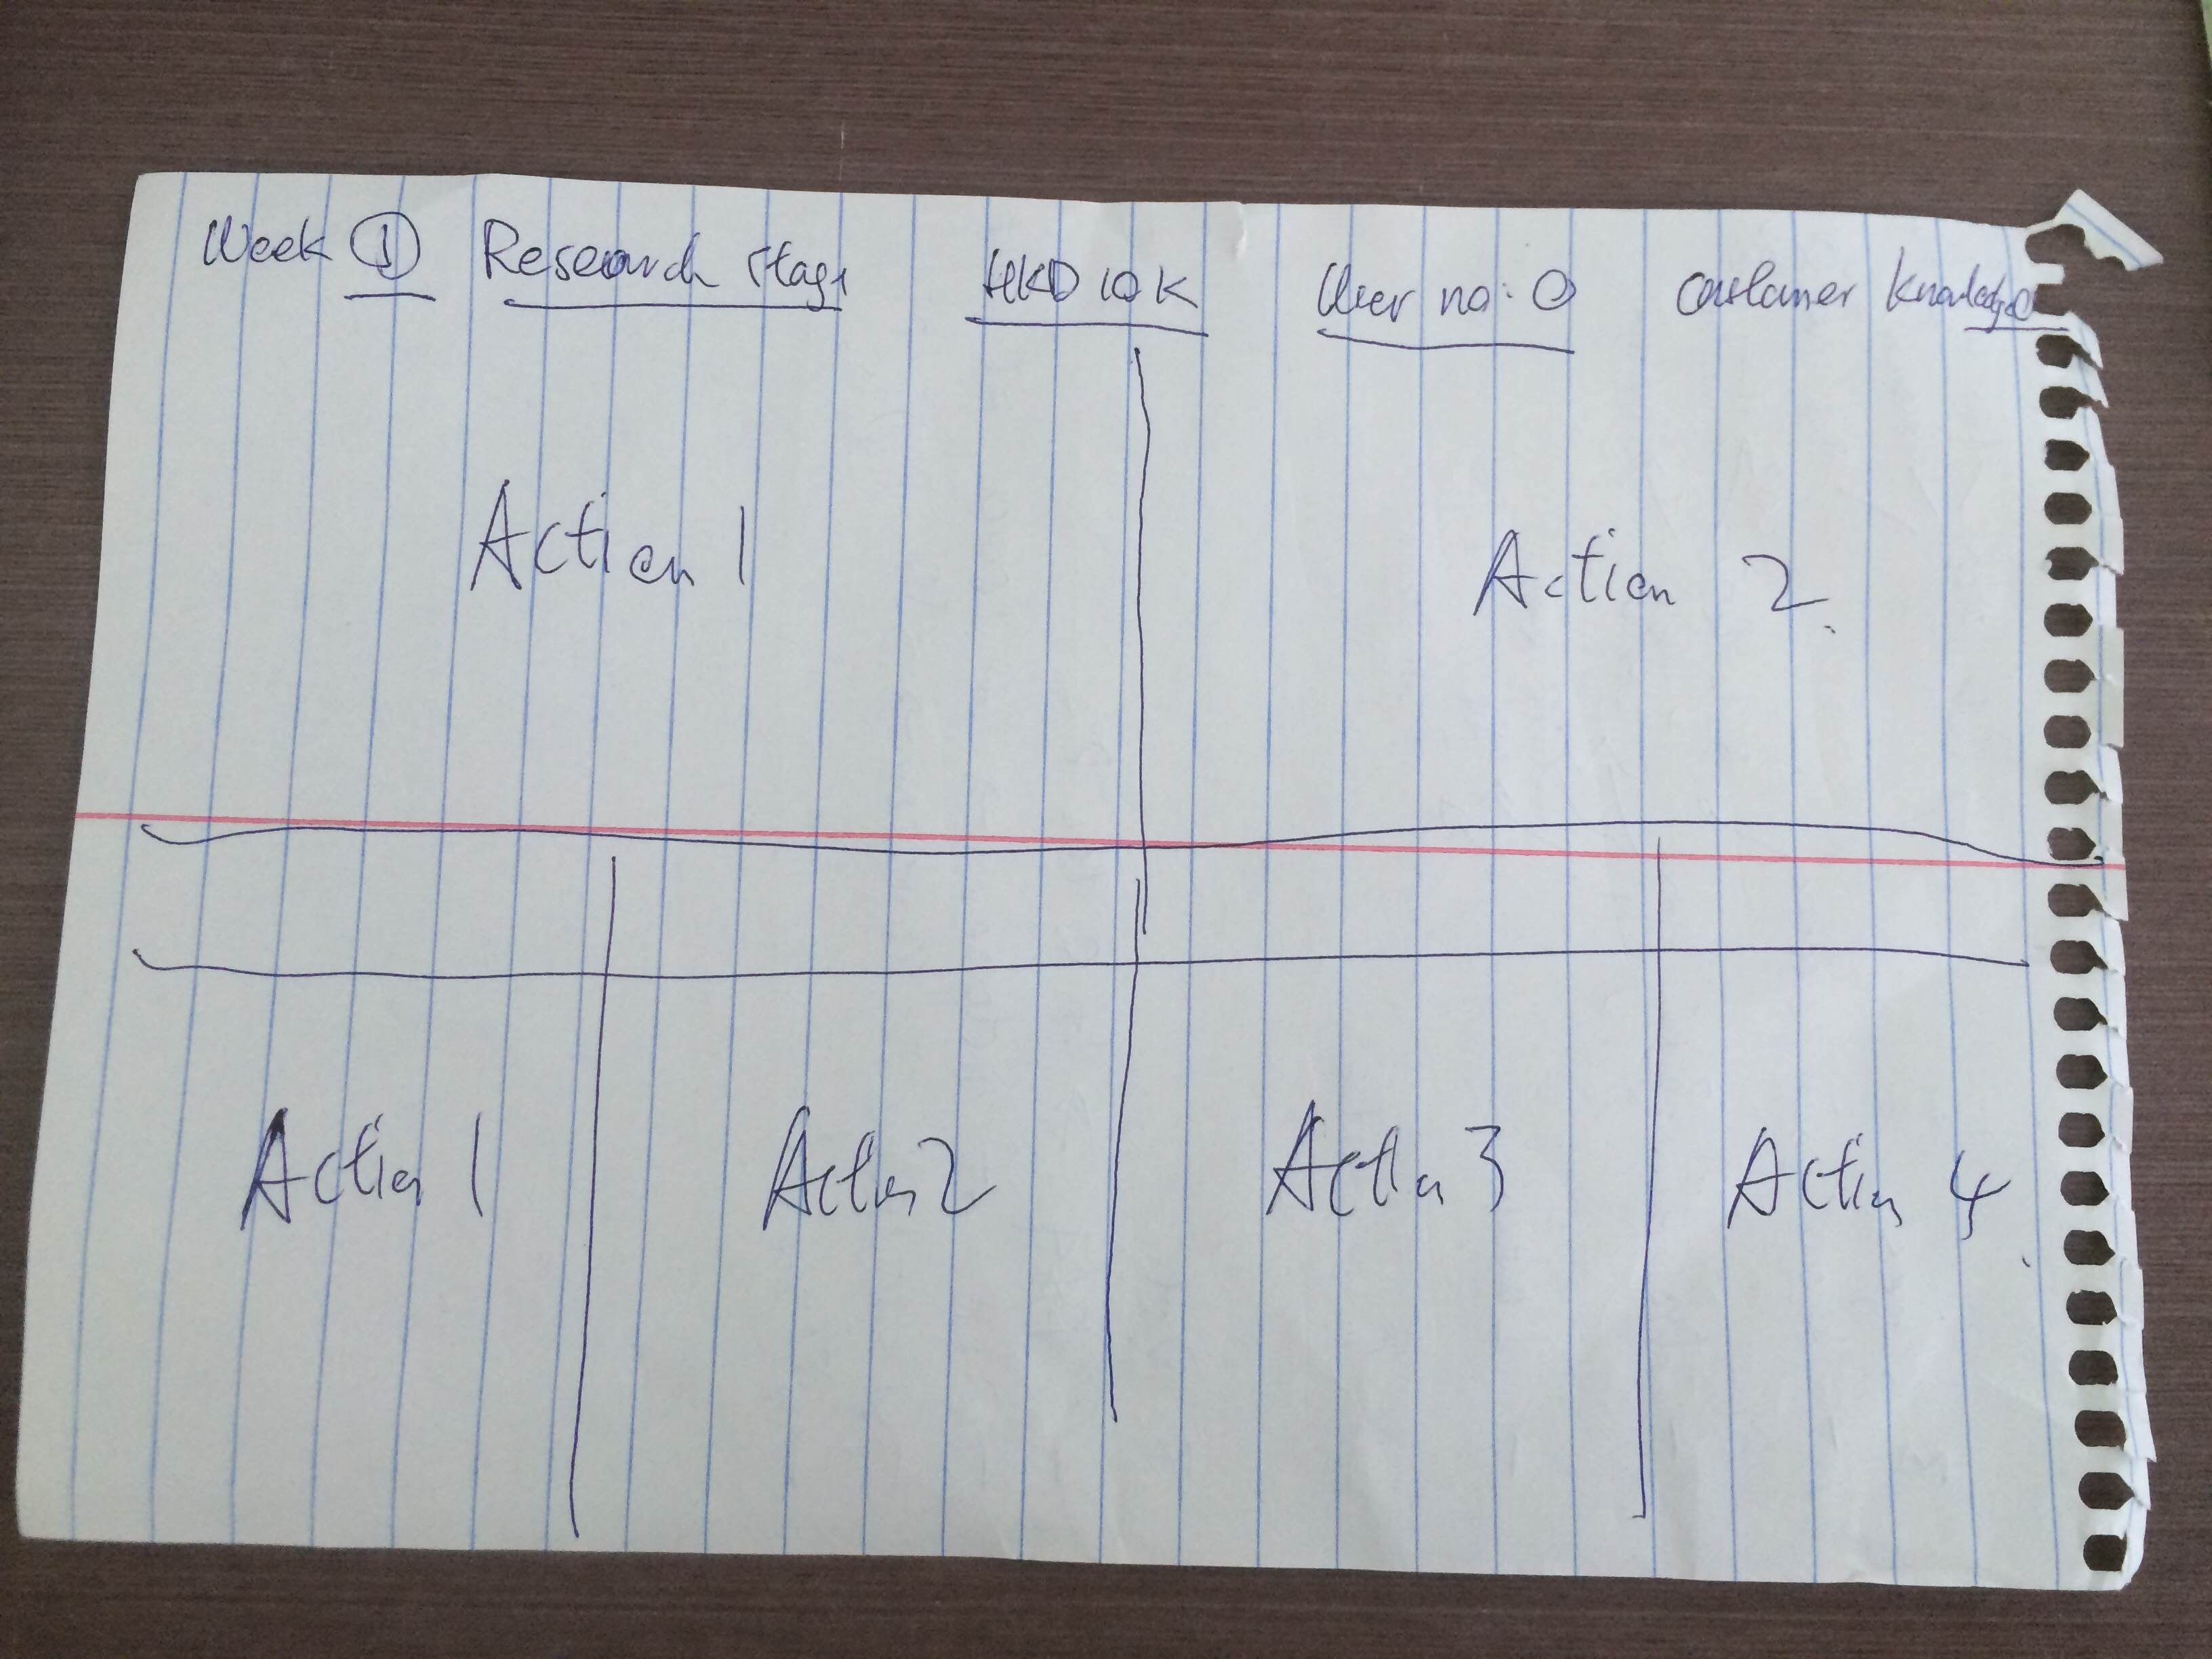 Week ① Research stage HKD 10K User no: 0 Customer knowledge
Action 1 Action 2
Action 1 Action 2 Action 3 Action 4